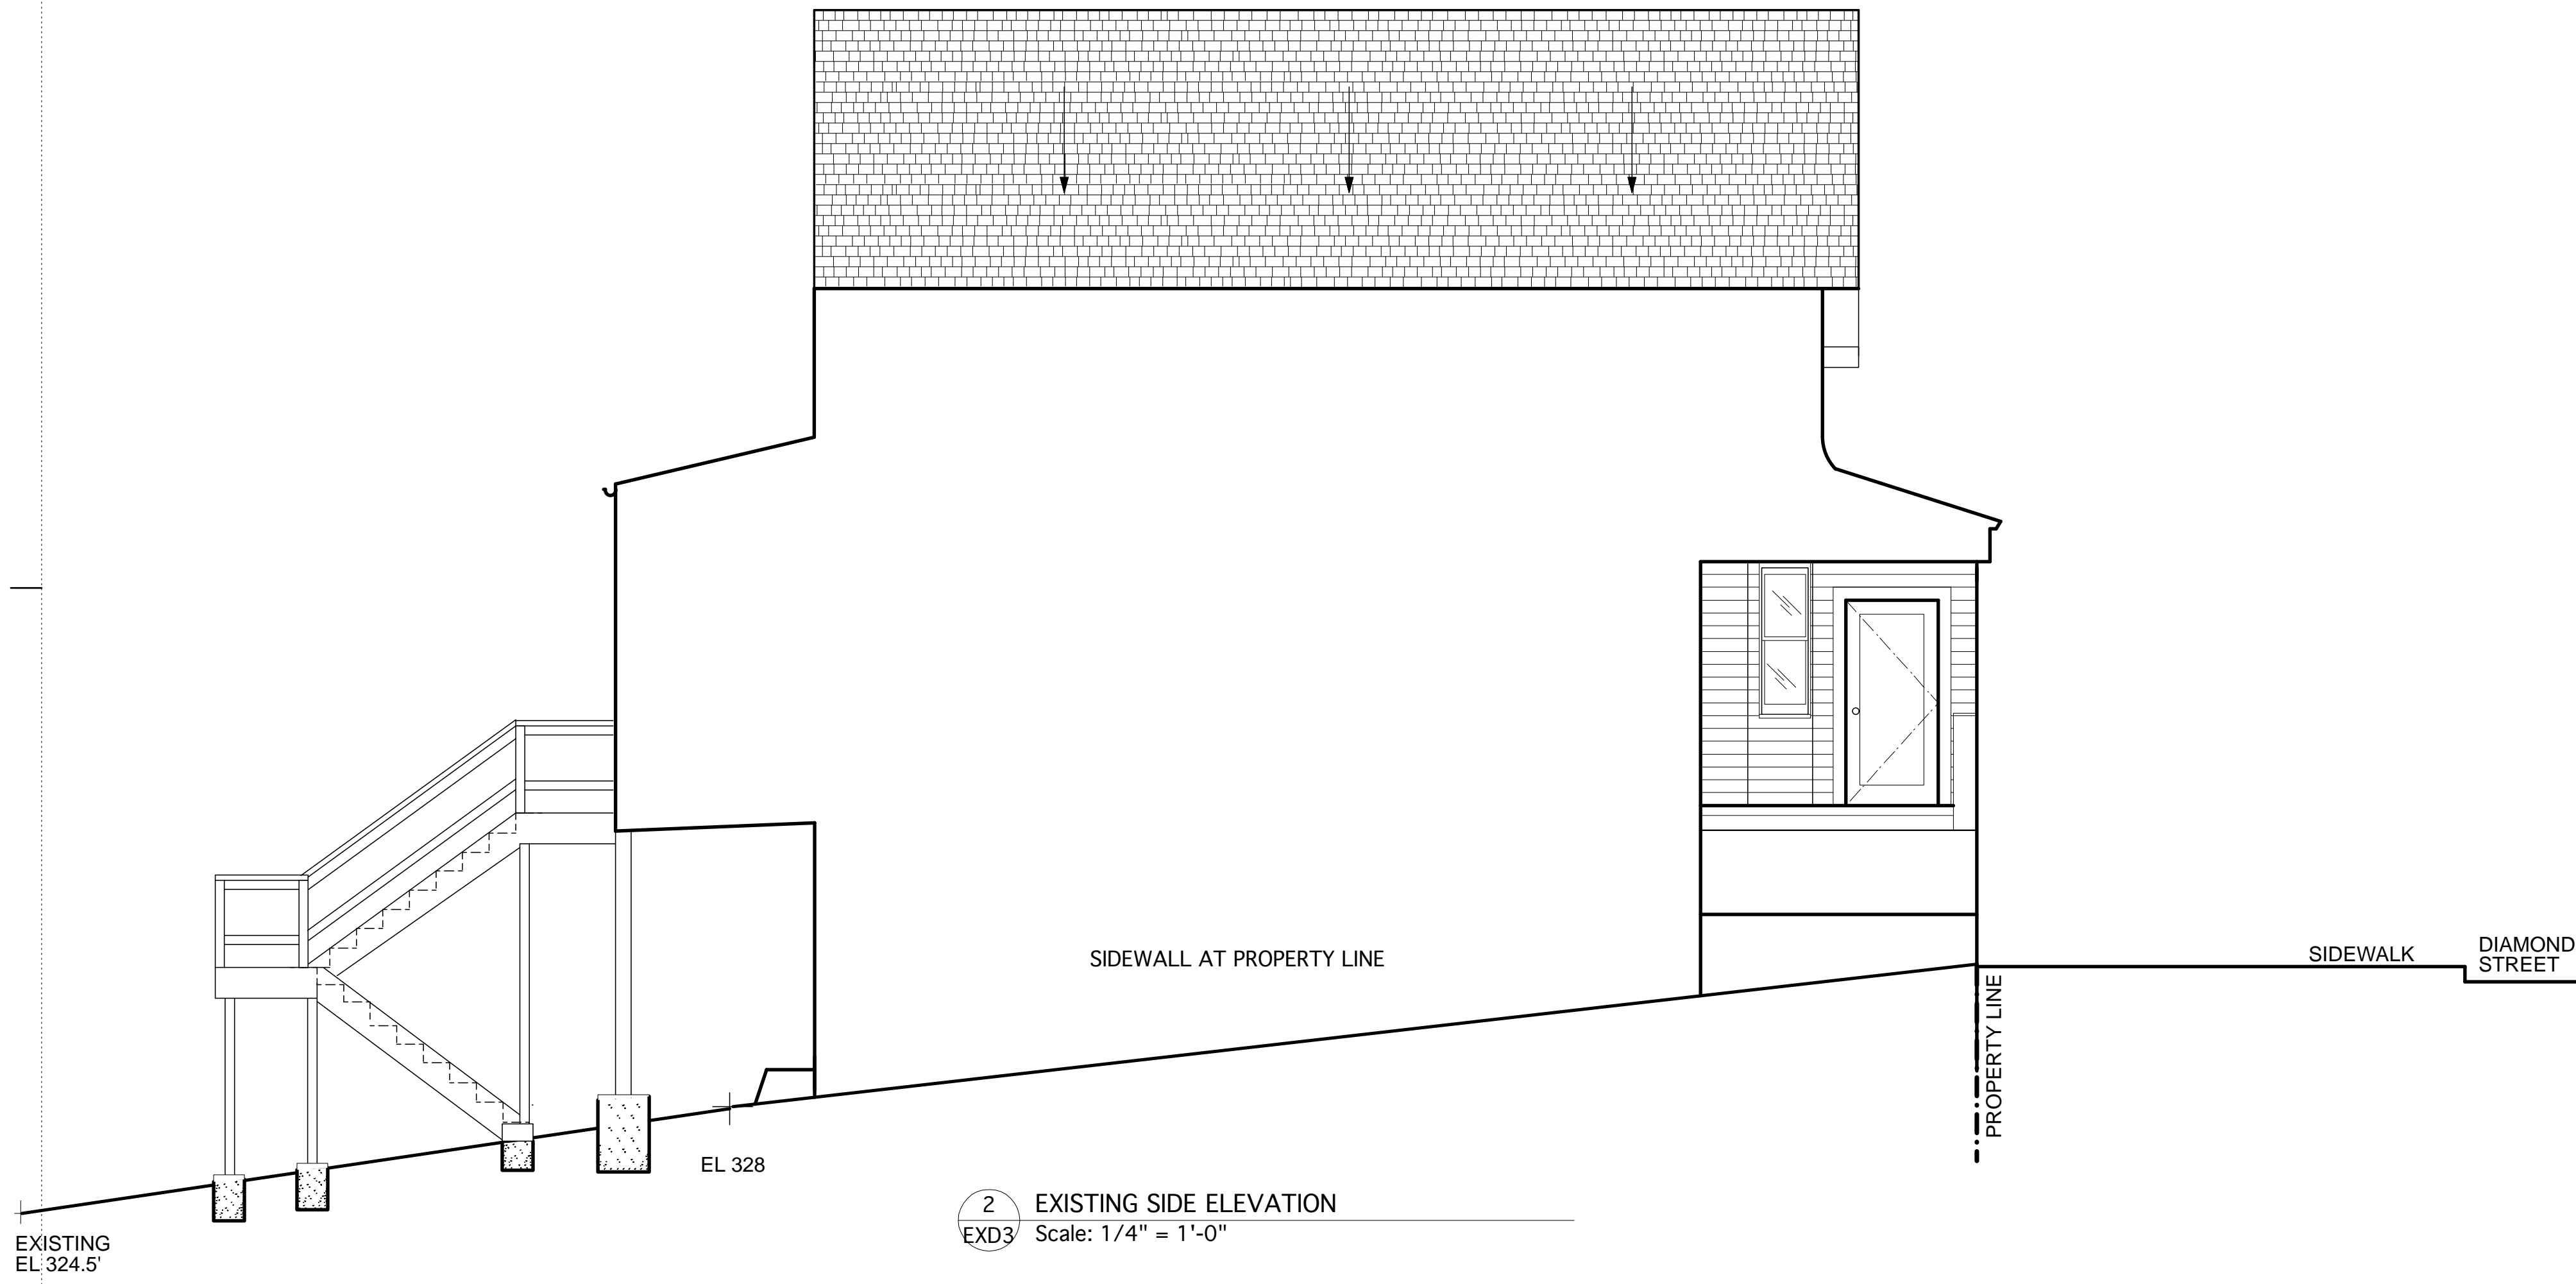 SIDEWALL AT PROPERTY LINE
SIDEWALK
DIAMOND
STREET
PROPERTY LINE
EL 328
EXISTING
EL 324.5'
2
EXD3
EXISTING SIDE ELEVATION
Scale: 1/4" = 1'-0"